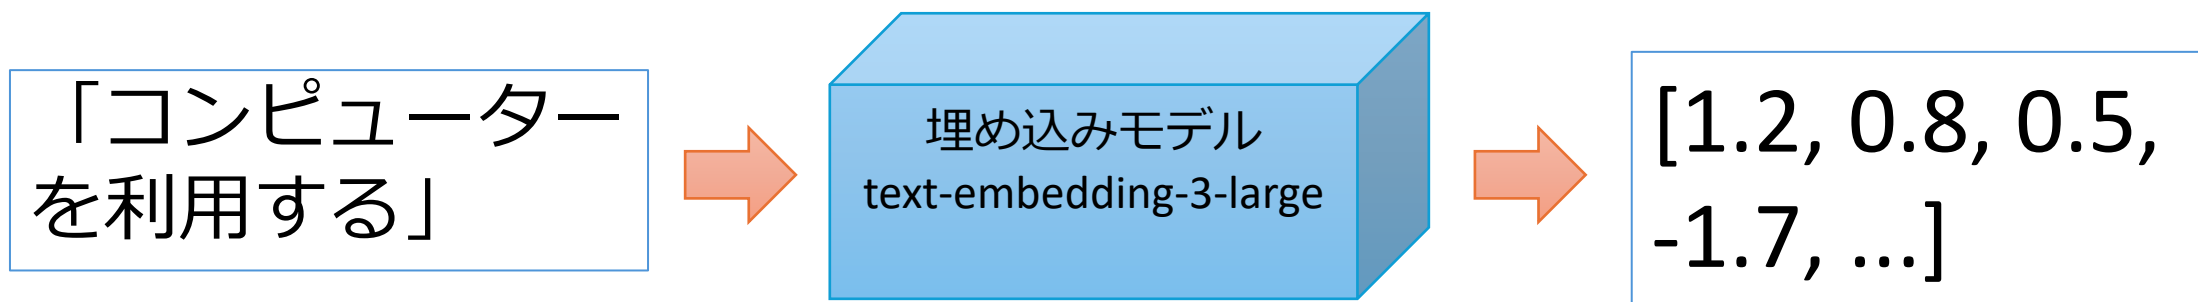 「コンピューター
を利用する」
埋め込みモデル
text-embedding-3-large
[1.2, 0.8, 0.5,
-1.7, ...]